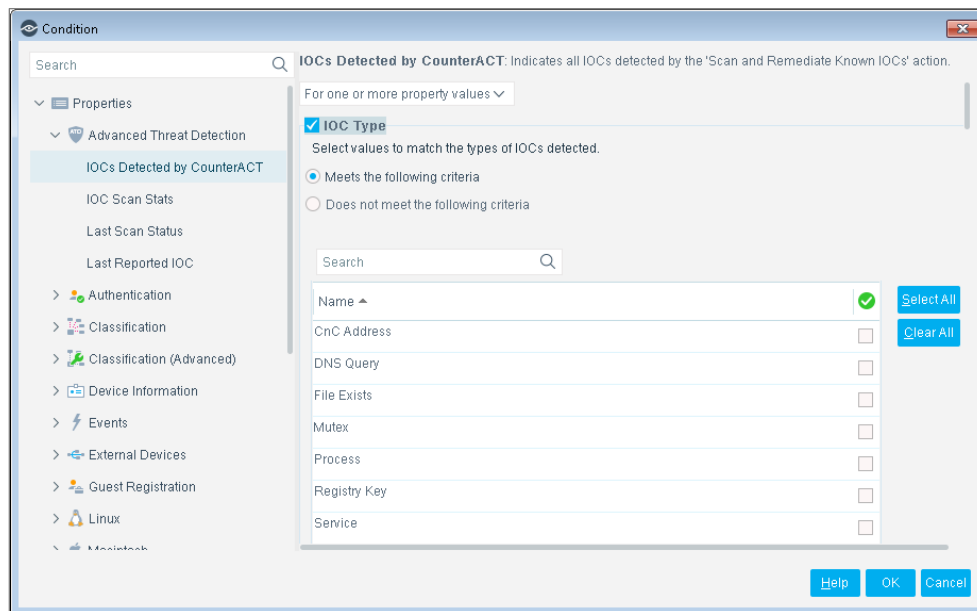 Condition
Search
Properties
Advanced Threat Detection
IOCs Detected by CounterACT
IOC Scan Stats
Last Scan Status
Last Reported IOC
Authentication
Classification
Classification (Advanced)
Device Information
Events
External Devices
Guest Registration
Linux
Macintosh
IOCs Detected by CounterACT: Indicates all IOCs detected by the 'Scan and Remediate Known IOCs' action.
For one or more property values
IOC Type
Select values to match the types of IOCs detected.
Meets the following criteria
Does not meet the following criteria
Search
Name
CnC Address
DNS Query
File Exists
Mutex
Process
Registry Key
Service
Select All
Clear All
Help
OK
Cancel